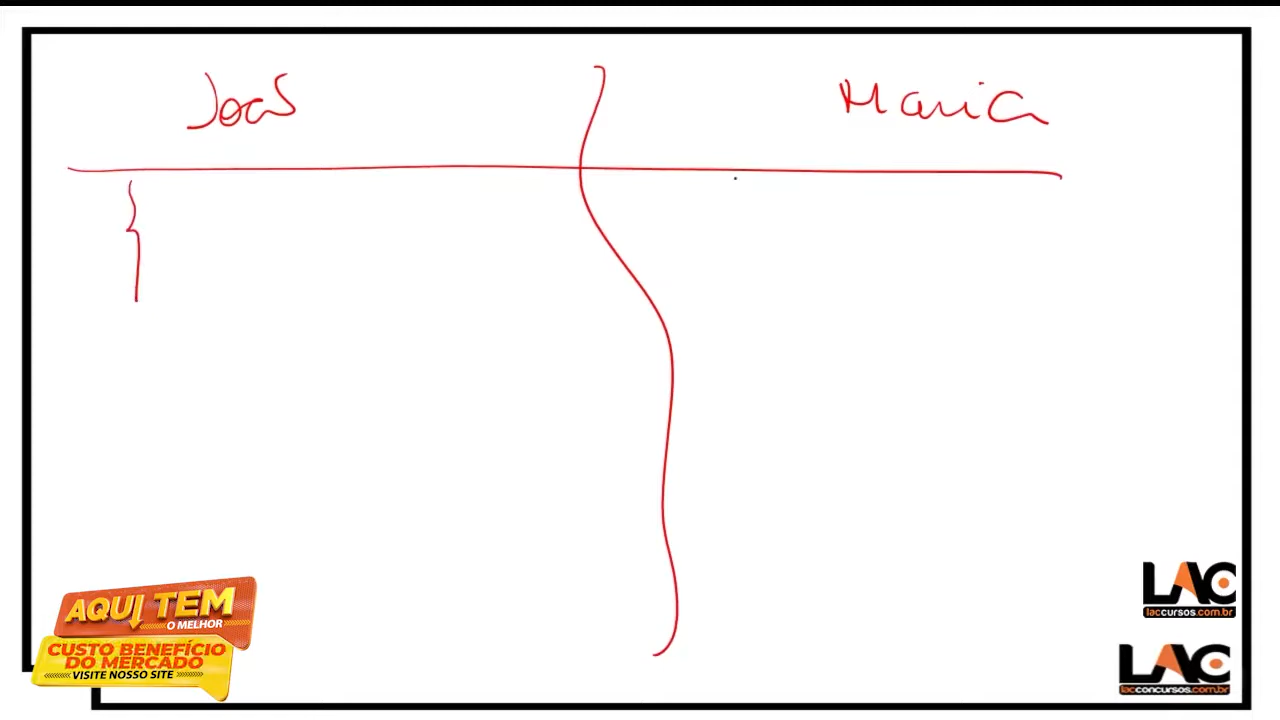 João
Maria
AQUI TEM
O MELHOR
CUSTO BENEFÍCIO
DO MERCADO
VISITE NOSSO SITE
LAC
laccursos.com.br
LAC
lacconcursos.com.br